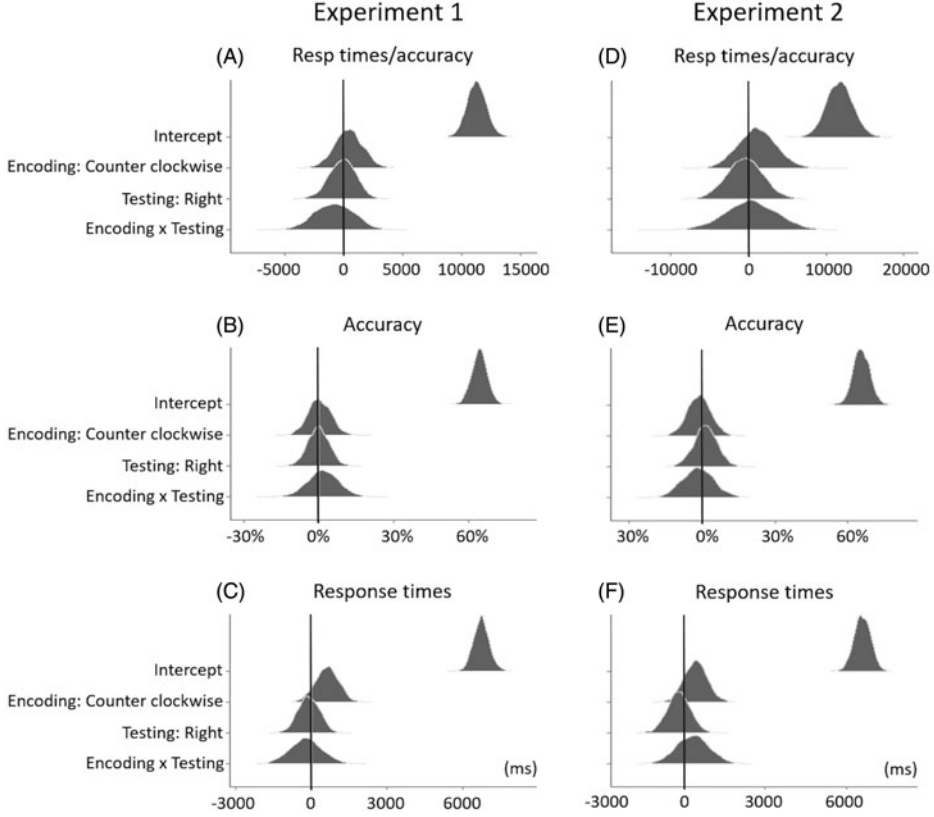 Experiment 1
Experiment 2
(A)
Resp times/accuracy
(D)
Resp times/accuracy
Intercept
Encoding: Counter clockwise
Testing: Right
Encoding x Testing
-5000 0 5000 10000 15000
-10000 0 10000 20000
(B)
Accuracy
(E)
Accuracy
Intercept
Encoding: Counter clockwise
Testing: Right
Encoding x Testing
-30% 0% 30% 60%
30% 0% 30% 60%
(C)
Response times
(F)
Response times
Intercept
Encoding: Counter clockwise
Testing: Right
Encoding x Testing
(ms)
(ms)
-3000 0 3000 6000
-3000 0 3000 6000